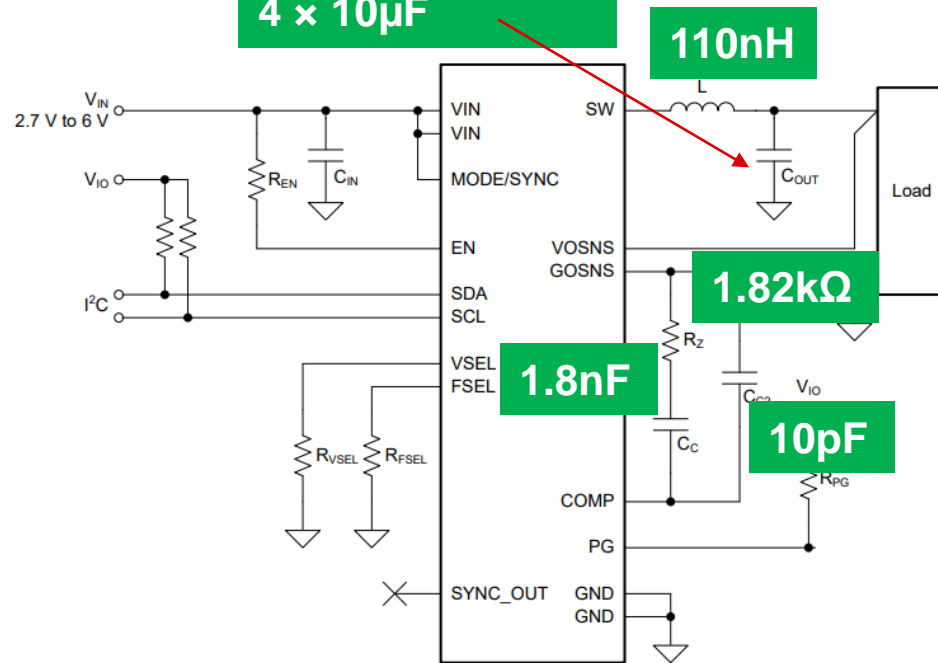 4 × 10µF
110nH
L
VIN
2.7 V to 6 V
VIO
REN
CIN
I²C
VIN
VIN
MODE/SYNC
EN
SDA
SCL
VSEL
FSEL
SYNC_OUT
SW
VOSNS
GOSNS
COMP
PG
GND
GND
COUT
Load
1.82kΩ
RZ
1.8nF
CC
VIO
10pF
RPG
RVSEL
RFSEL